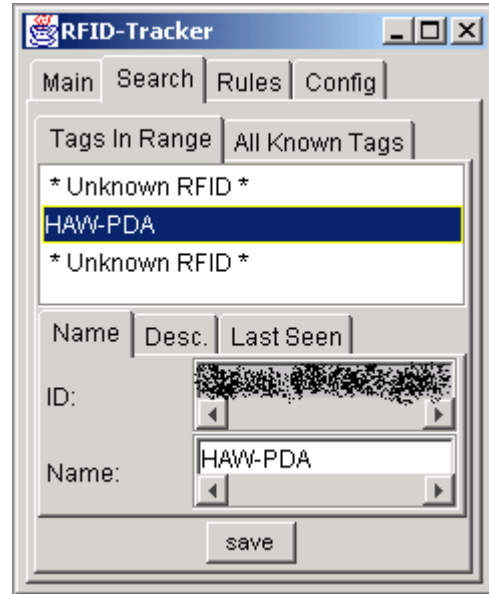 RFID-Tracker
Main Search Rules Config
Tags In Range All Known Tags
* Unknown RFID *
HAW-PDA
* Unknown RFID *
Name Desc. Last Seen
ID:
Name: HAW-PDA
save